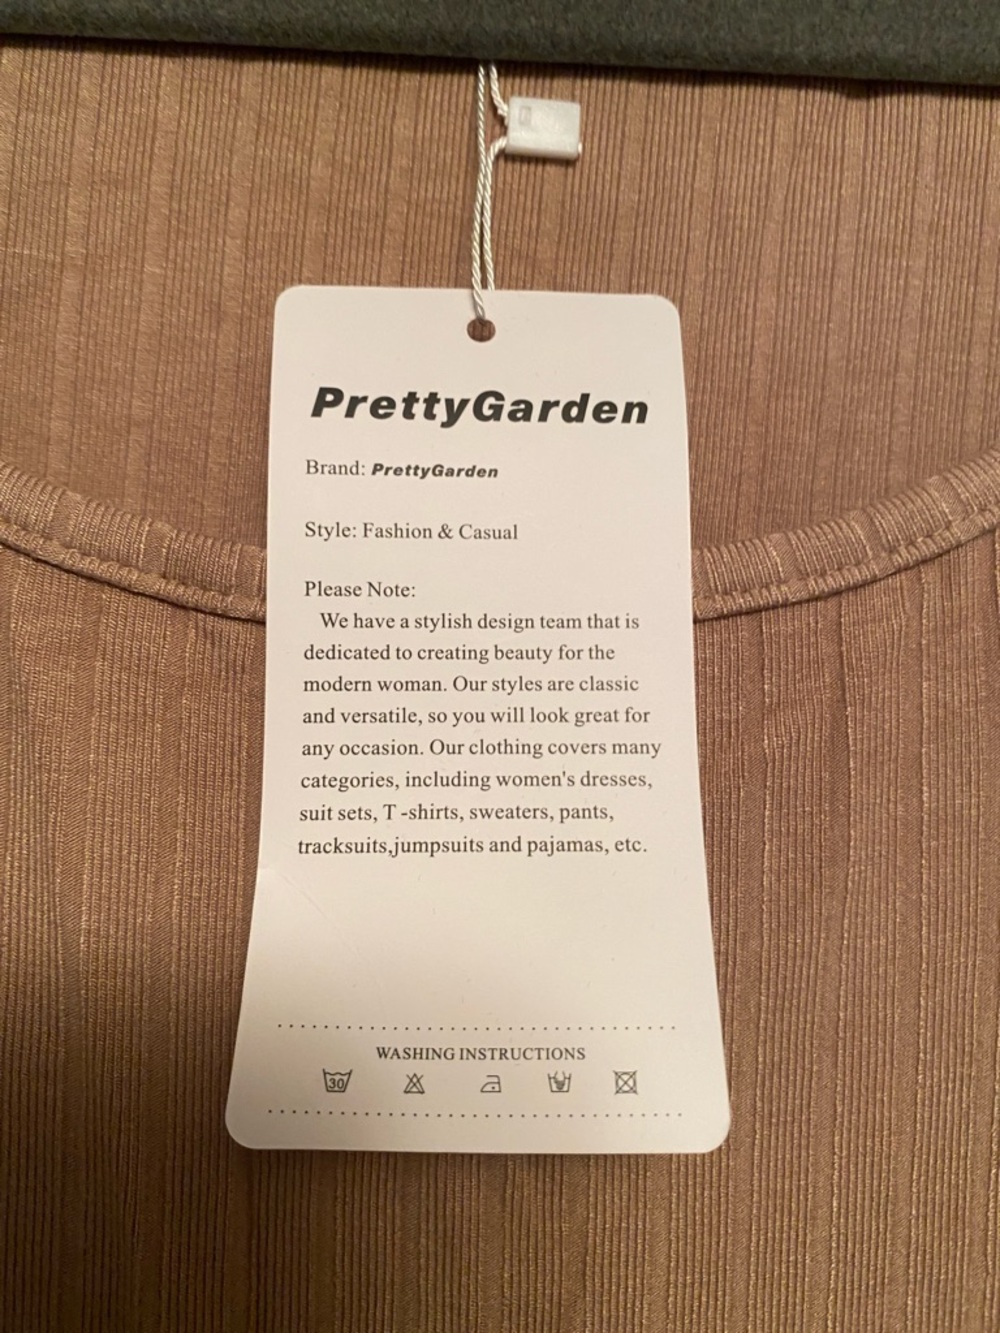 PrettyGarden
Brand: PrettyGarden
Style: Fashion & Casual
Please Note:
We have a stylish design team that is
dedicated to creating beauty for the
modern woman. Our styles are classic
and versatile, so you will look great for
any occasion. Our clothing covers many
categories, including women's dresses,
suit sets, T -shirts, sweaters, pants,
tracksuits,jumpsuits and pajamas, etc.
WASHING INSTRUCTIONS
30